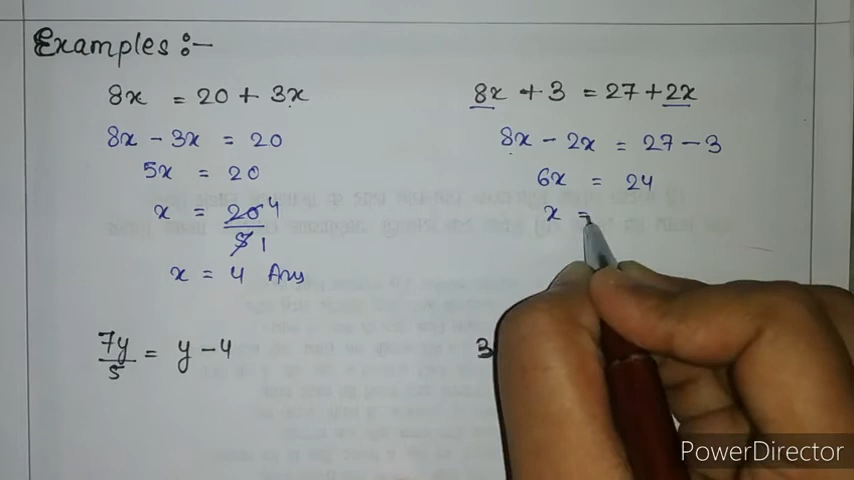 Examples :-
8x = 20 + 3x
8x - 3x = 20
5x = 20
x = 20 4 / 5 1
x = 4 Ans
8x + 3 = 27 + 2x
8x - 2x = 27 - 3
6x = 24
x =
7y/5 = y - 4
3
PowerDirector